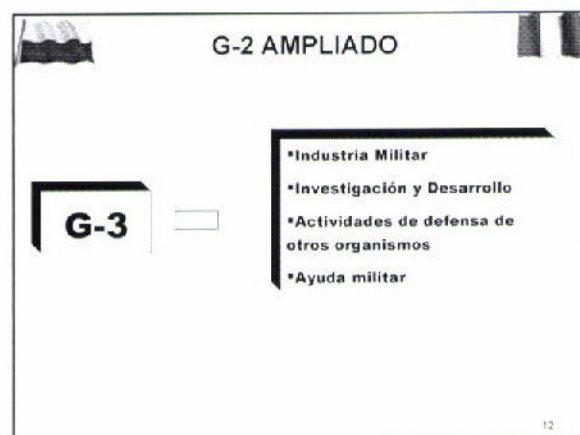 G-2 AMPLIADO
G-3
▪Industria Militar
▪Investigación y Desarrollo
▪Actividades de defensa de
otros organismos
▪Ayuda militar
12